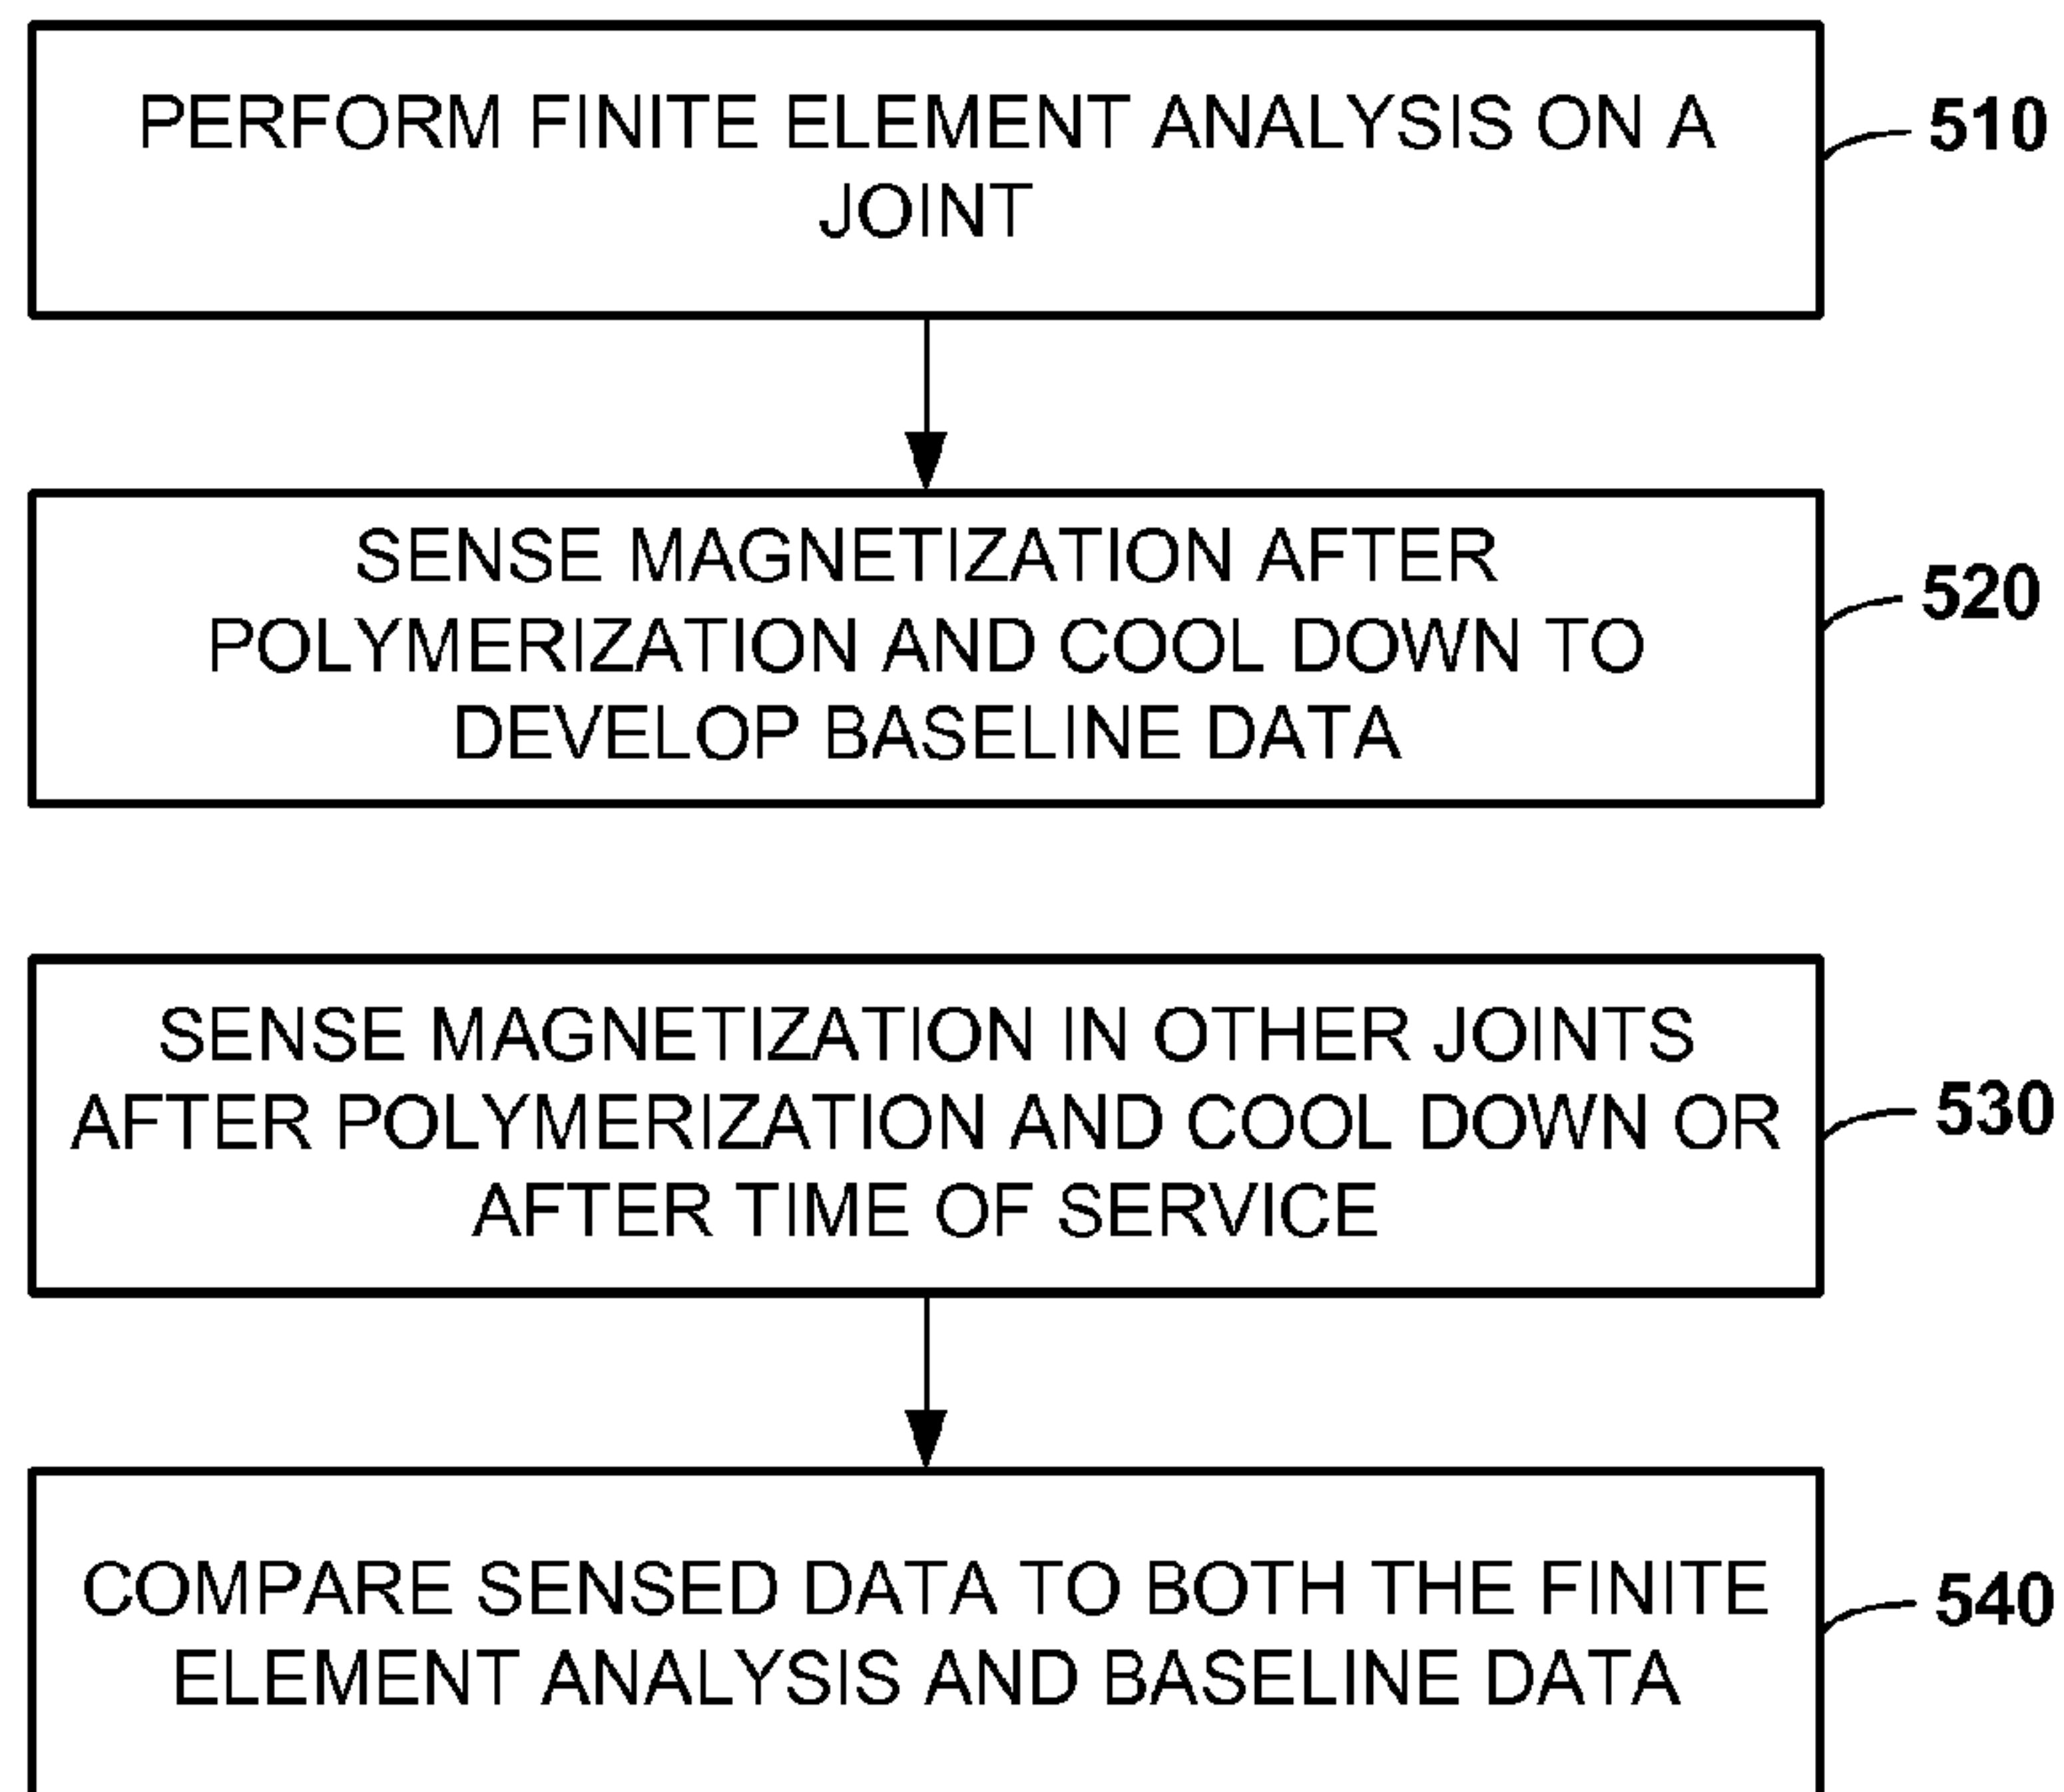 PERFORM FINITE ELEMENT ANALYSIS ON A
JOINT
510
SENSE MAGNETIZATION AFTER
POLYMERIZATION AND COOL DOWN TO
DEVELOP BASELINE DATA
520
SENSE MAGNETIZATION IN OTHER JOINTS
AFTER POLYMERIZATION AND COOL DOWN OR
AFTER TIME OF SERVICE
530
COMPARE SENSED DATA TO BOTH THE FINITE
ELEMENT ANALYSIS AND BASELINE DATA
540